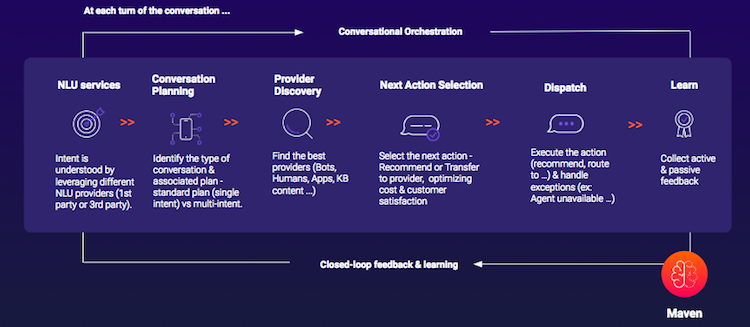 At each turn of the conversation ...
Conversational Orchestration
NLU services
>>
Intent is
understood by
leveraging different
NLU providers (1st
party or 3rd party).
Conversation
Planning
>>
Identify the type of
conversation &
associated plan -
standard plan (single
intent) vs multi-intent.
Provider
Discovery
>>
Find the best
providers (Bots,
Humans, Apps, KB
content ...)
Next Action Selection
>>
Select the next action -
Recommend or Transfer
to provider, optimizing
cost & customer
satisfaction
Dispatch
>>
Execute the action
(recommend, route
to ...) & handle
exceptions (ex:
Agent unavailable ...)
Learn
Collect active
& passive
feedback
Closed-loop feedback & learning
Maven